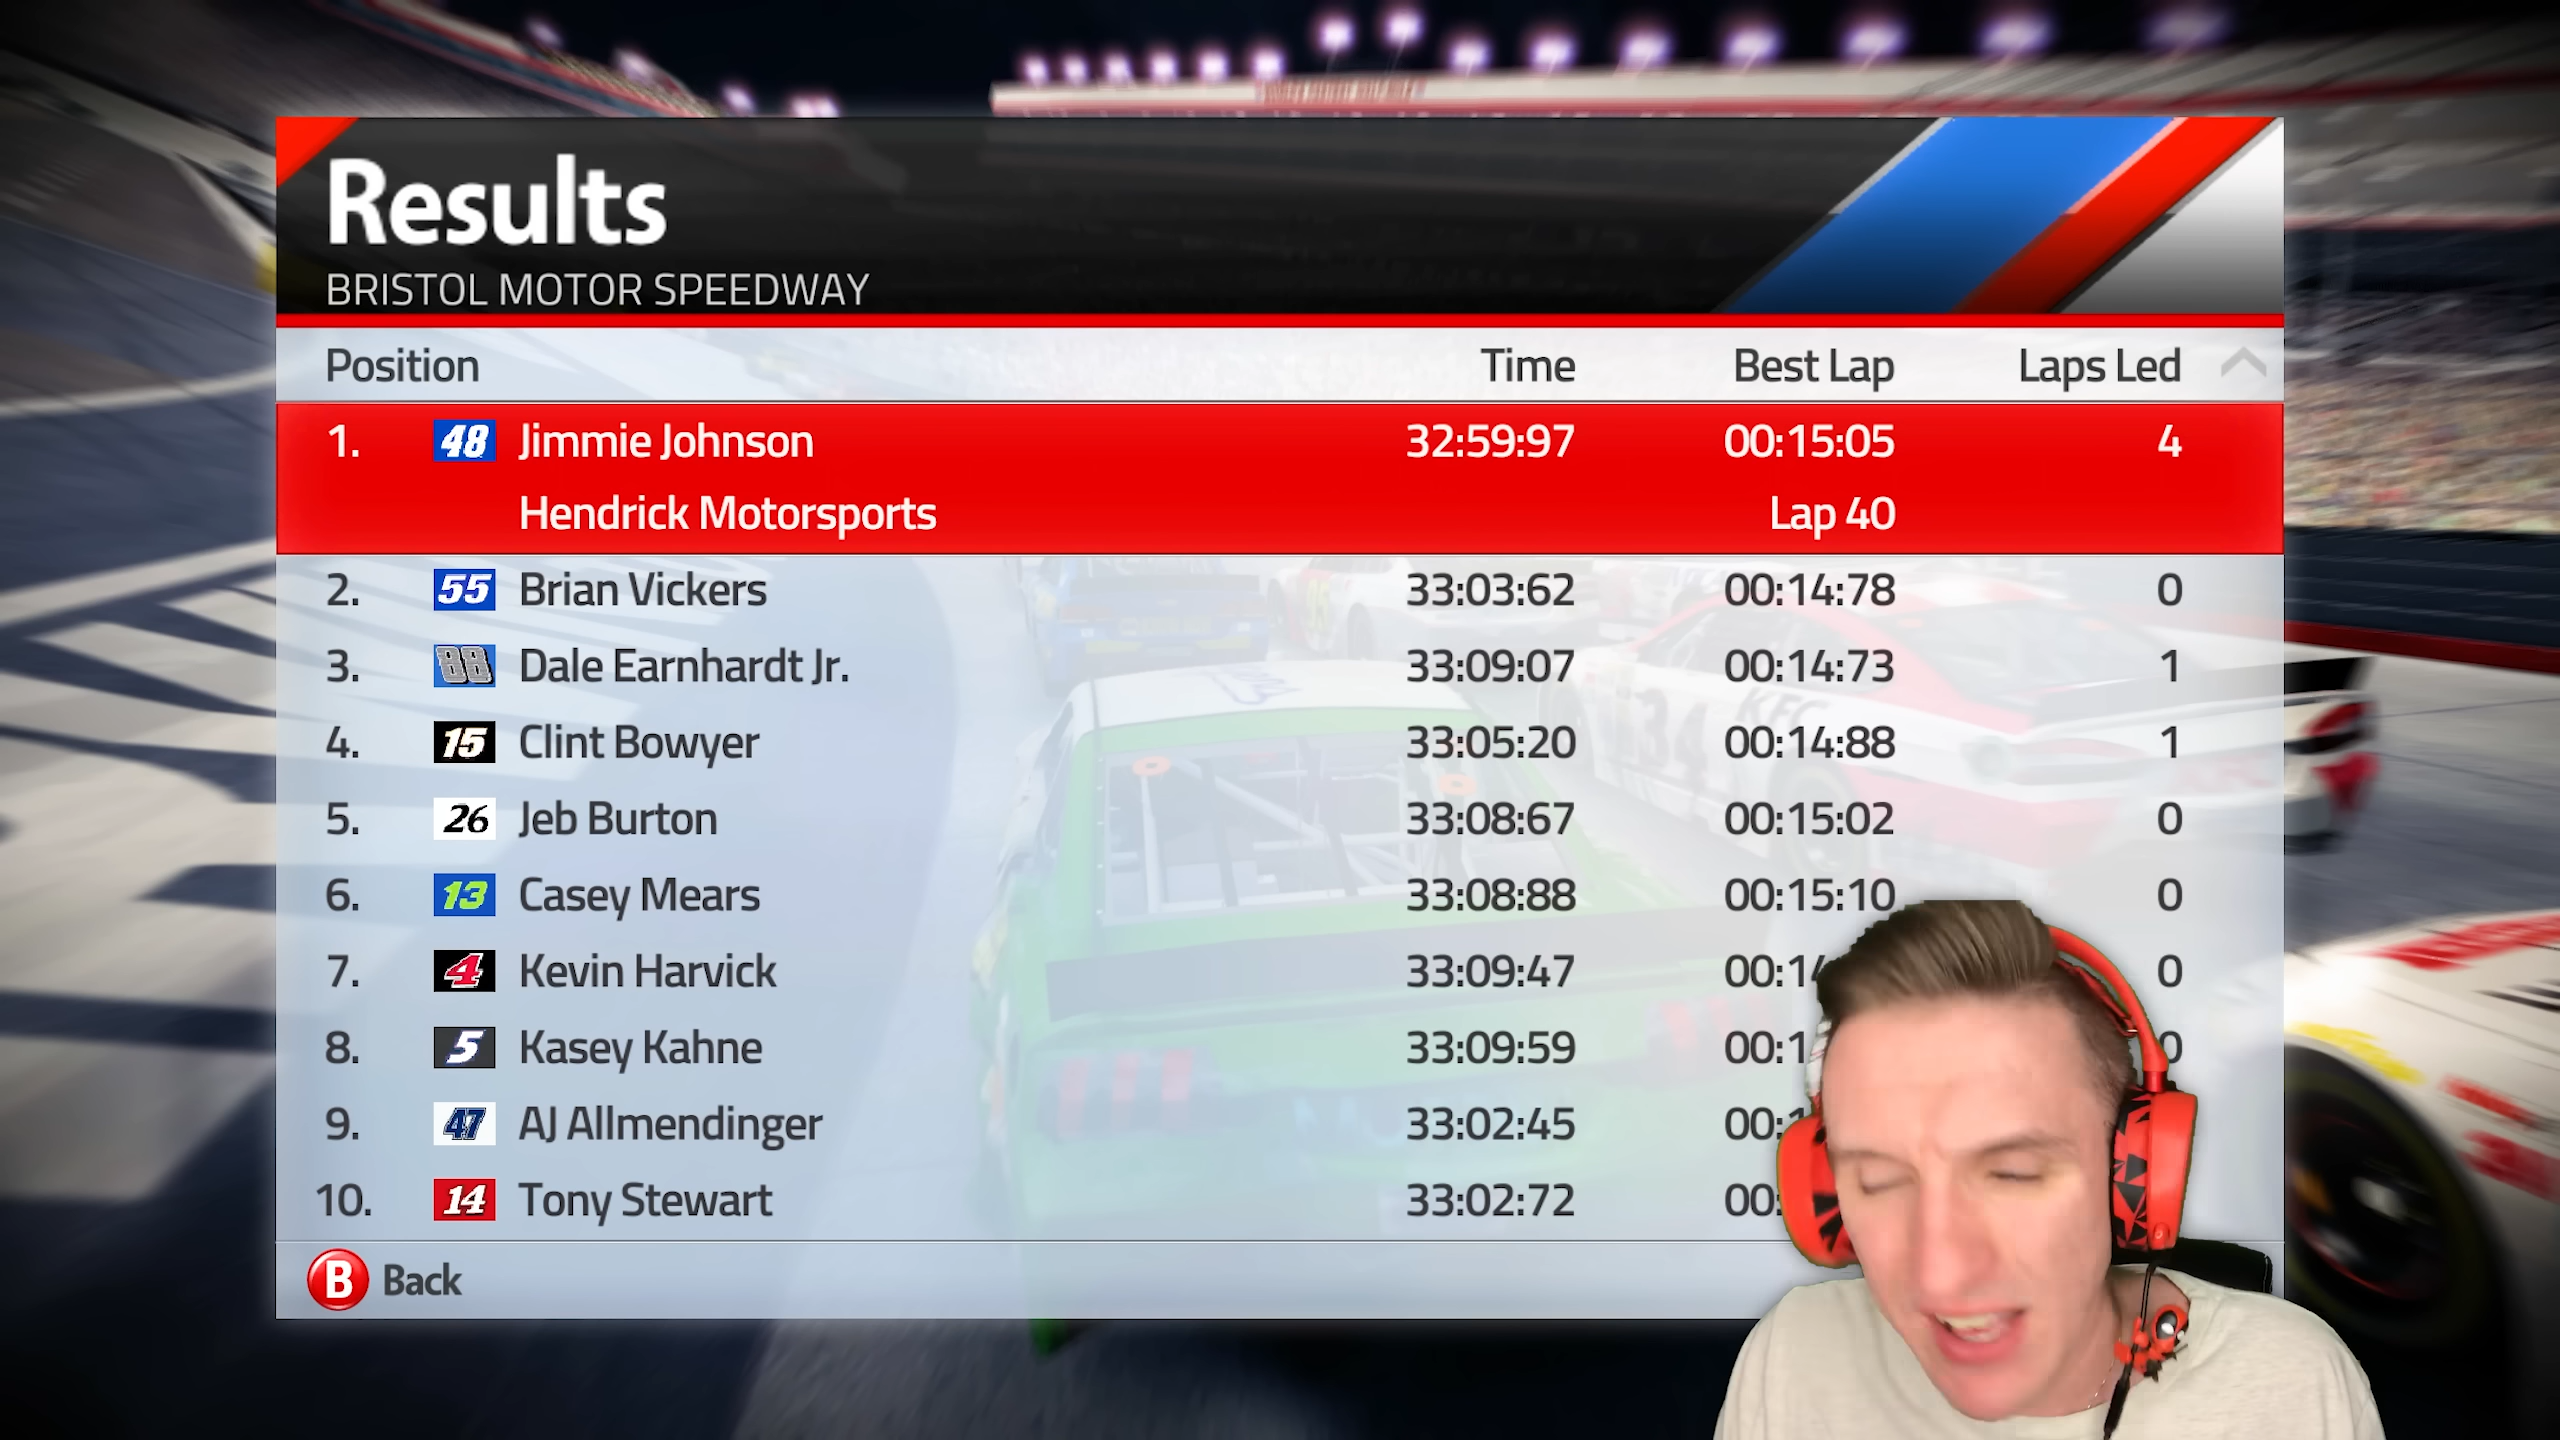 Results
BRISTOL MOTOR SPEEDWAY
Position Time Best Lap Laps Led
1. 48 Jimmie Johnson 32:59:97 00:15:05 4
Hendrick Motorsports Lap 40
2. 55 Brian Vickers 33:03:62 00:14:78 0
3. 88 Dale Earnhardt Jr. 33:09:07 00:14:73 1
4. 15 Clint Bowyer 33:05:20 00:14:88 1
5. 26 Jeb Burton 33:08:67 00:15:02 0
6. 13 Casey Mears 33:08:88 00:15:10 0
7. 4 Kevin Harvick 33:09:47 0
8. 5 Kasey Kahne 33:09:59 0
9. 47 AJ Allmendinger 33:02:45
10. 14 Tony Stewart 33:02:72
B Back
34 KFC